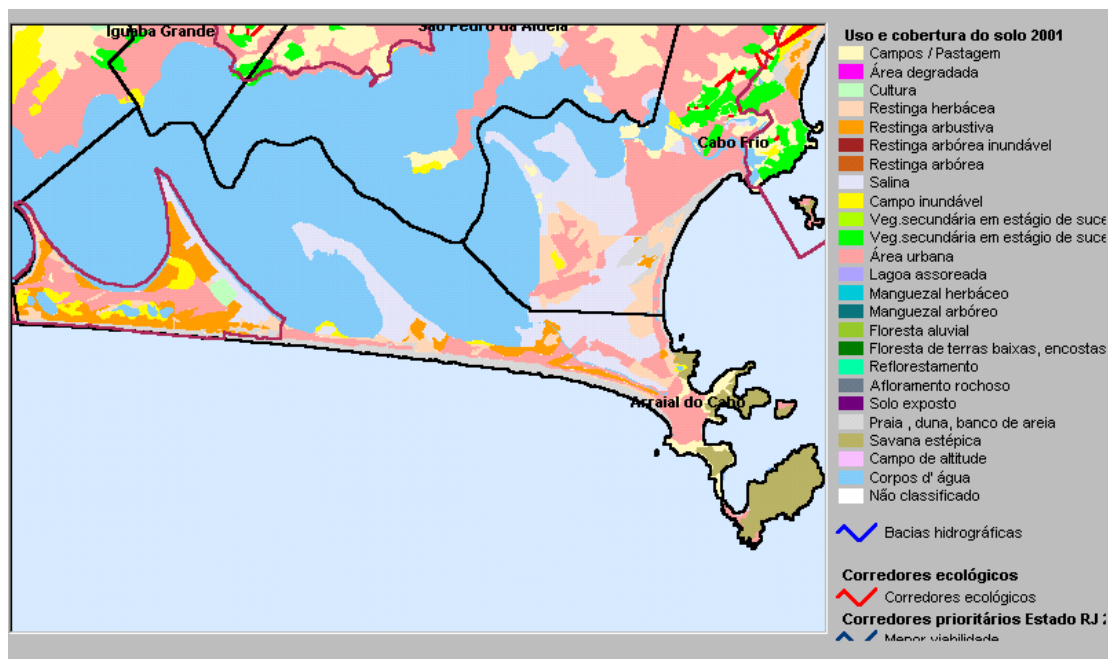 Iguaba Grande
São Pedro da Aldeia
Cabo Frio
Arraial do Cabo
Uso e cobertura do solo 2001
Campos / Pastagem
Área degradada
Cultura
Restinga herbácea
Restinga arbustiva
Restinga arbórea inundável
Restinga arbórea
Salina
Campo inundável
Veg.secundária em estágio de suce
Veg.secundária em estágio de suce
Área urbana
Lagoa assoreada
Manguezal herbáceo
Manguezal arbóreo
Floresta aluvial
Floresta de terras baixas, encostas
Reflorestamento
Afloramento rochoso
Solo exposto
Praia , duna, banco de areia
Savana estépica
Campo de altitude
Corpos d' água
Não classificado
Bacias hidrográficas
Corredores ecológicos
Corredores ecológicos
Corredores prioritários Estado RJ
Menor viabilidade